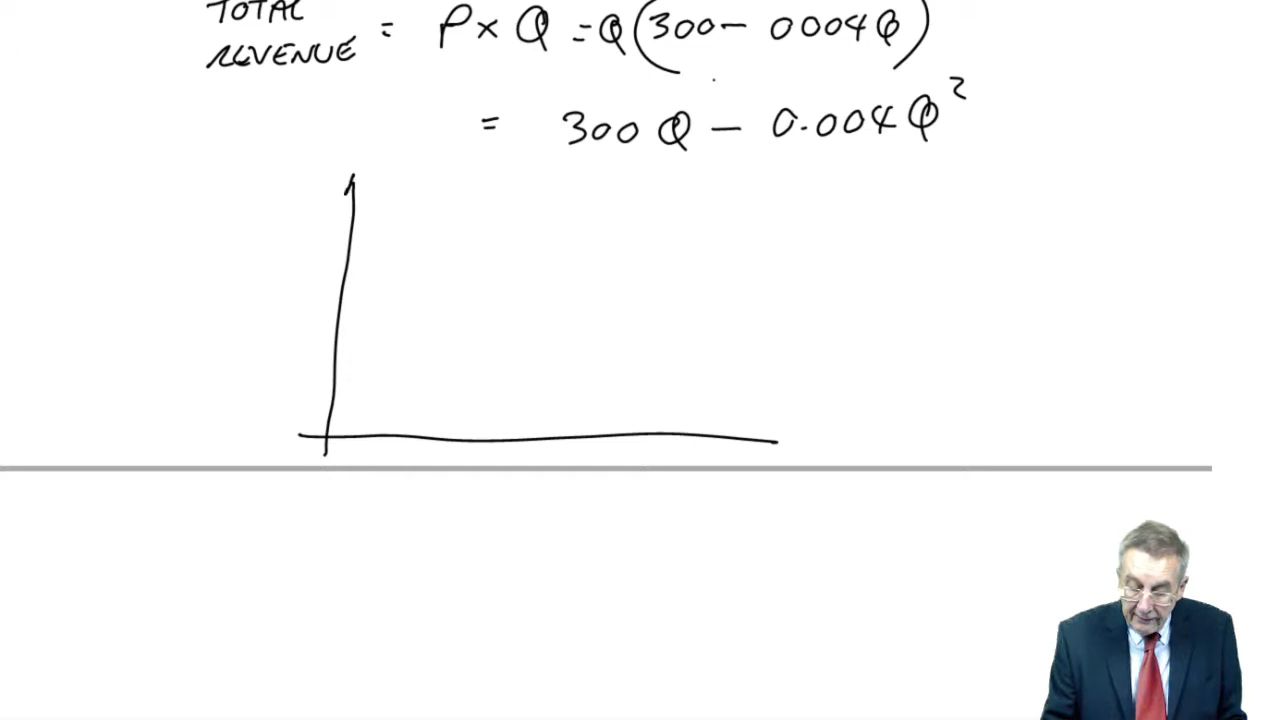 TOTAL REVENUE = P × Q = Q(300 − 0004Q)
= 300Q − 0.004Q²